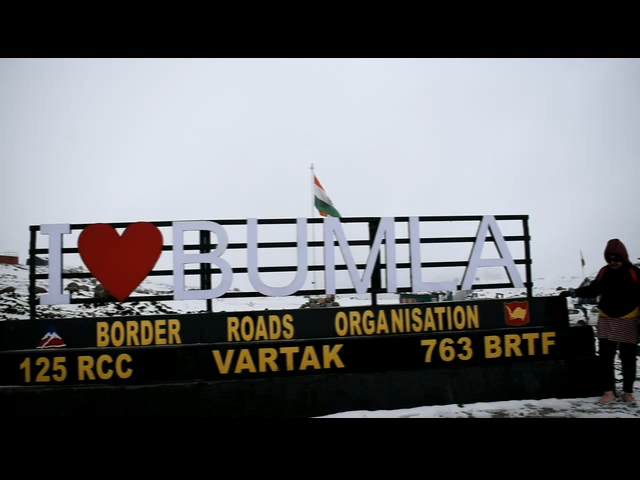 I BUMLA
BORDER ROADS ORGANISATION
125 RCC VARTAK 763 BRTF